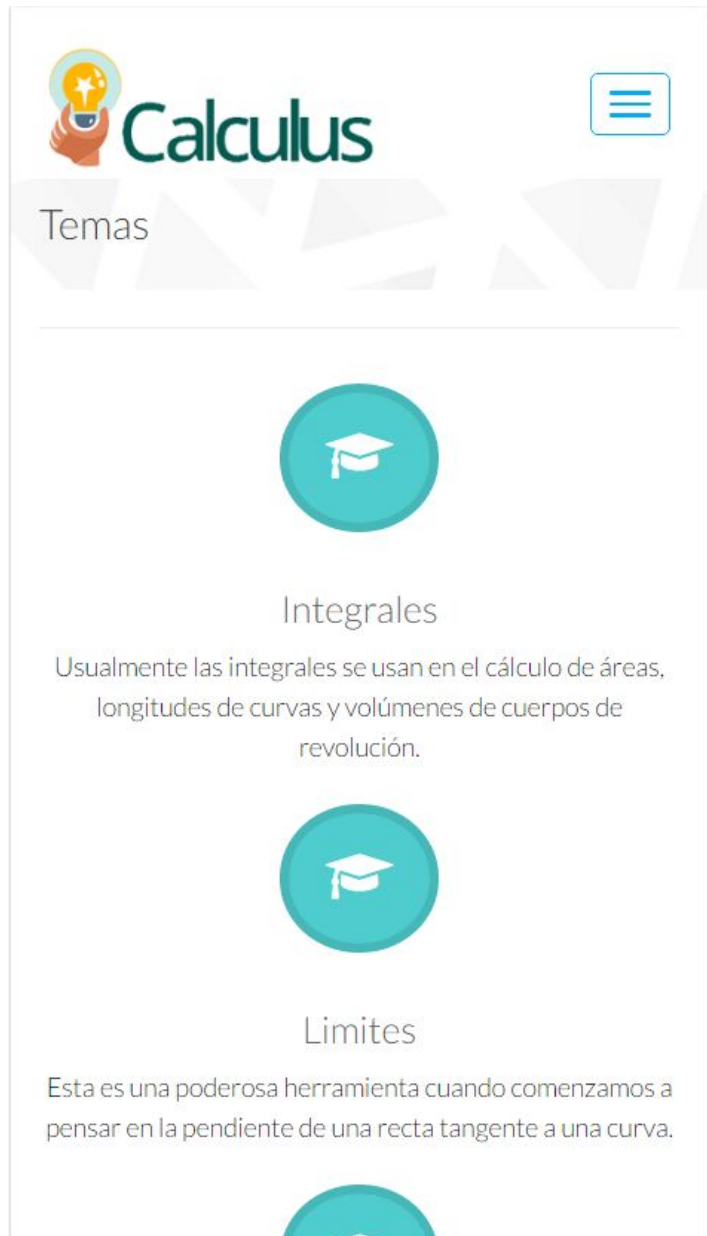 Calculus
Temas
Integrales
Usualmente las integrales se usan en el cálculo de áreas,
longitudes de curvas y volúmenes de cuerpos de
revolución.
Limites
Esta es una poderosa herramienta cuando comenzamos a
pensar en la pendiente de una recta tangente a una curva.